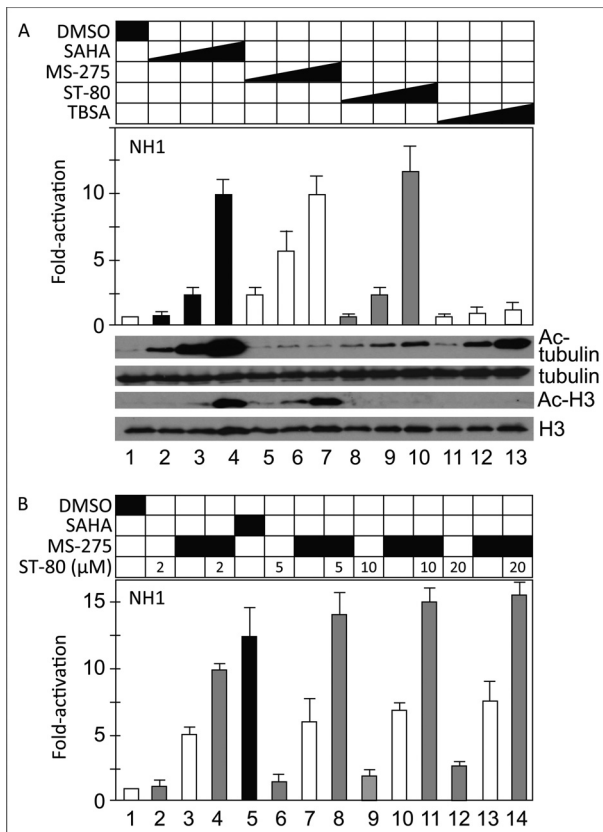 A
DMSO
SAHA
MS-275
ST-80
TBSA
NH1
Fold-activation
10
5
0
Ac-
tubulin
tubulin
Ac-H3
H3
1 2 3 4 5 6 7 8 9 10 11 12 13
B
DMSO
SAHA
MS-275
ST-80 (μM) 2 2 5 5 10 10 20 20
NH1
Fold-activation
15
10
5
0
1 2 3 4 5 6 7 8 9 10 11 12 13 14